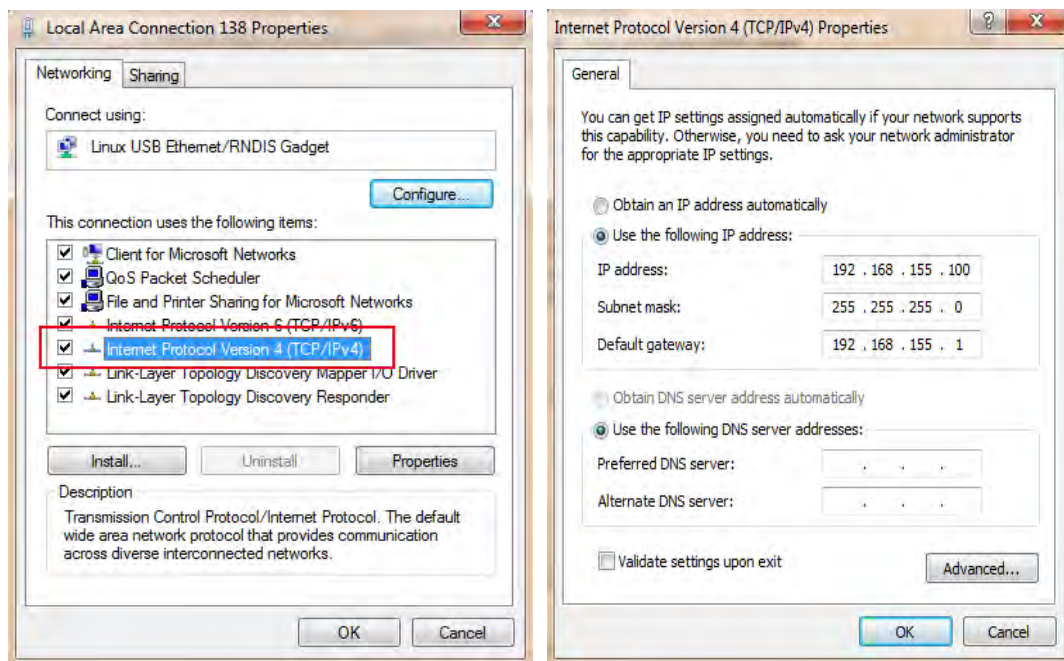 Local Area Connection 138 Properties
Networking
Sharing
Connect using:
Linux USB Ethernet/RNDIS Gadget
Configure...
This connection uses the following items:
Client for Microsoft Networks
QoS Packet Scheduler
File and Printer Sharing for Microsoft Networks
Internet Protocol Version 6 (TCP/IPv6)
Internet Protocol Version 4 (TCP/IPv4)
Link-Layer Topology Discovery Mapper I/O Driver
Link-Layer Topology Discovery Responder
Install...
Uninstall
Properties
Description
Transmission Control Protocol/Internet Protocol. The default
wide area network protocol that provides communication
across diverse interconnected networks.
OK
Cancel
Internet Protocol Version 4 (TCP/IPv4) Properties
General
You can get IP settings assigned automatically if your network supports
this capability. Otherwise, you need to ask your network administrator
for the appropriate IP settings.
Obtain an IP address automatically
Use the following IP address:
IP address: 192 . 168 . 155 . 100
Subnet mask: 255 . 255 . 255 . 0
Default gateway: 192 . 168 . 155 . 1
Obtain DNS server address automatically
Use the following DNS server addresses:
Preferred DNS server: . . .
Alternate DNS server: . . .
Validate settings upon exit
Advanced...
OK
Cancel